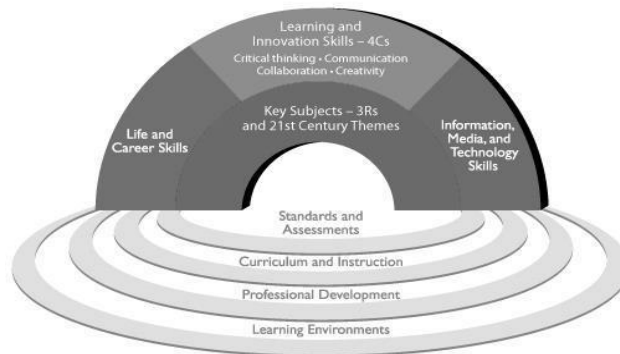 Learning and
Innovation Skills – 4Cs
Critical thinking • Communication
Collaboration • Creativity
Key Subjects – 3Rs
and 21st Century Themes
Life and
Career Skills
Information,
Media, and
Technology
Skills
Standards and
Assessments
Curriculum and Instruction
Professional Development
Learning Environments